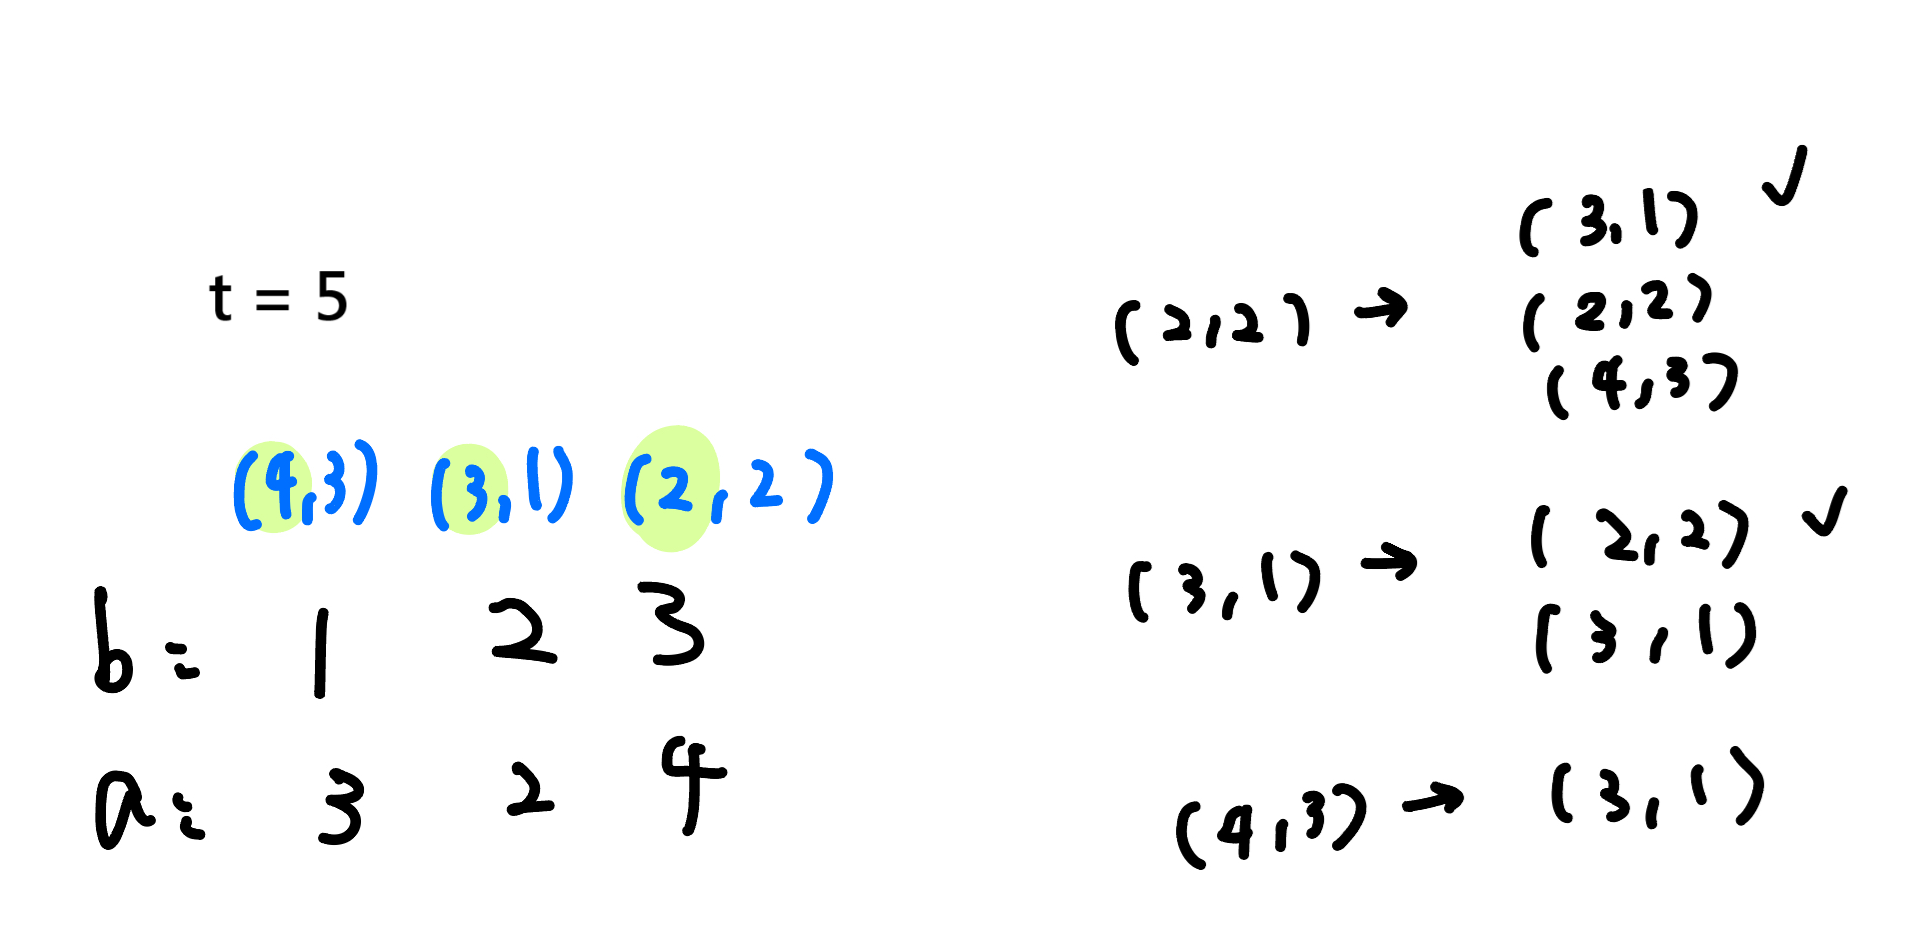 t = 5
(4,3) (3,1) (2,2)
b= 1 2 3
a= 3 2 4
(2,2) → (3,1) ✓
(2,2)
(4,3)
(3,1) → (2,2) ✓
(3,1)
(4,3) → (3,1)